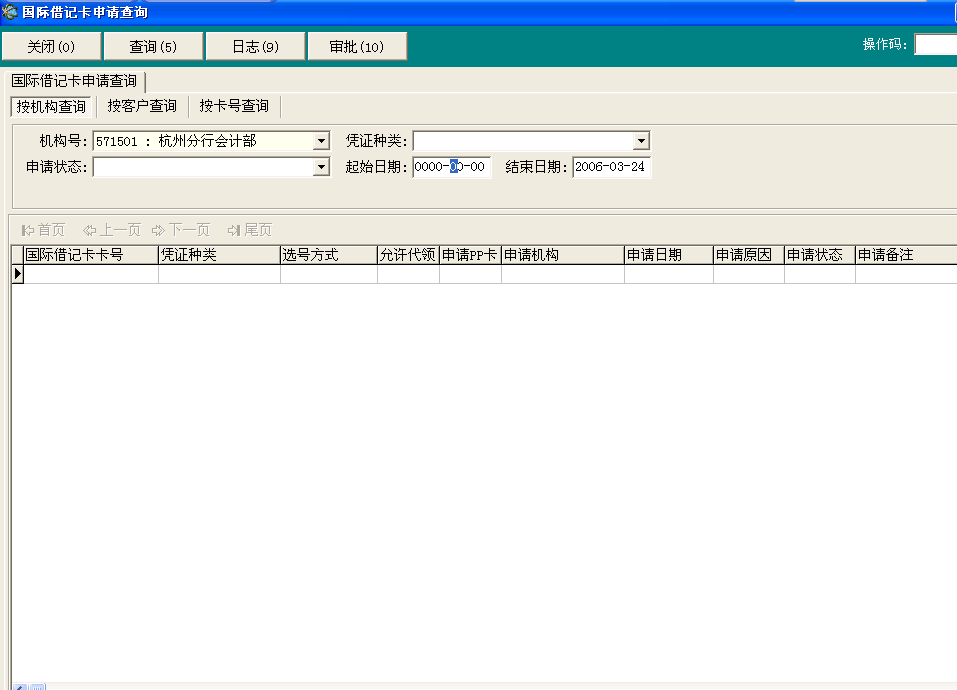 国际借记卡申请查询
关闭(0) 查询(5) 日志(9) 审批(10) 操作码:
国际借记卡申请查询
按机构查询 按客户查询 按卡号查询
机构号: 571501 : 杭州分行会计部 凭证种类:
申请状态: 起始日期: 0000-00-00 结束日期: 2006-03-24
首页 上一页 下一页 尾页
国际借记卡卡号 凭证种类 选号方式 允许代领 申请PP卡 申请机构 申请日期 申请原因 申请状态 申请备注